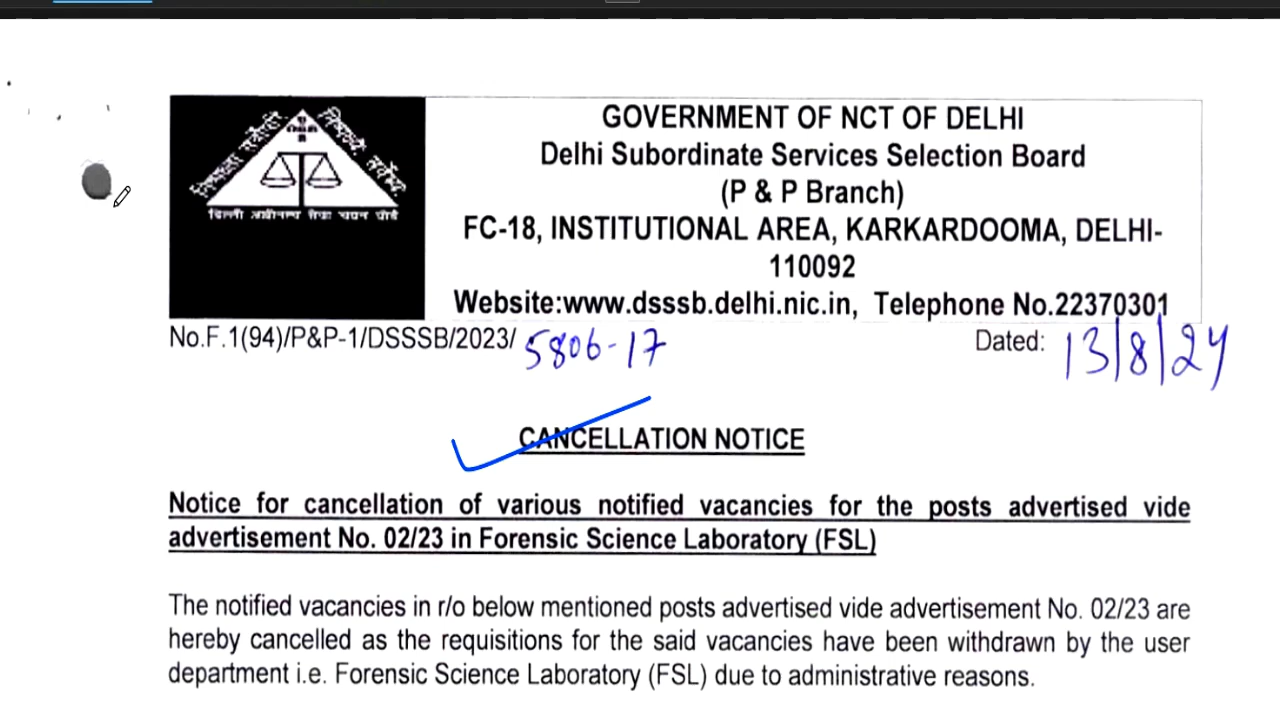 दिल्ली अधीनस्थ सेवा चयन बोर्ड
GOVERNMENT OF NCT OF DELHI
Delhi Subordinate Services Selection Board
(P & P Branch)
FC-18, INSTITUTIONAL AREA, KARKARDOOMA, DELHI-
110092
Website:www.dsssb.delhi.nic.in, Telephone No.22370301
No.F.1(94)/P&P-1/DSSSB/2023/ 5806-17 Dated: 13/8/24
CANCELLATION NOTICE
Notice for cancellation of various notified vacancies for the posts advertised vide
advertisement No. 02/23 in Forensic Science Laboratory (FSL)
The notified vacancies in r/o below mentioned posts advertised vide advertisement No. 02/23 are
hereby cancelled as the requisitions for the said vacancies have been withdrawn by the user
department i.e. Forensic Science Laboratory (FSL) due to administrative reasons.